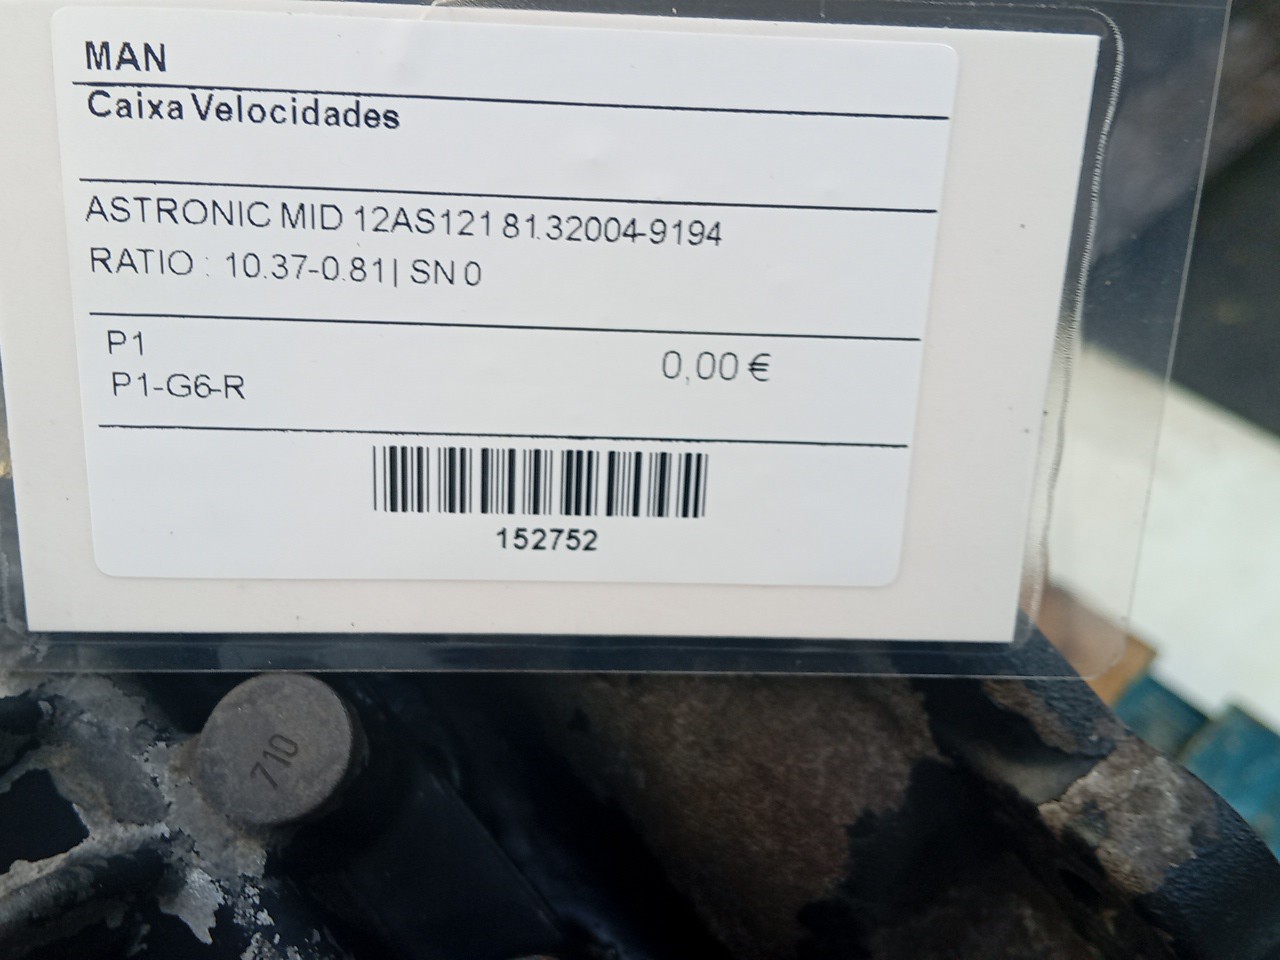 MAN
Caixa Velocidades
ASTRONIC MID 12AS121 81.32004-9194
RATIO : 10.37-0.81| SN 0
P1
0,00 €
P1-G6-R
152752
710